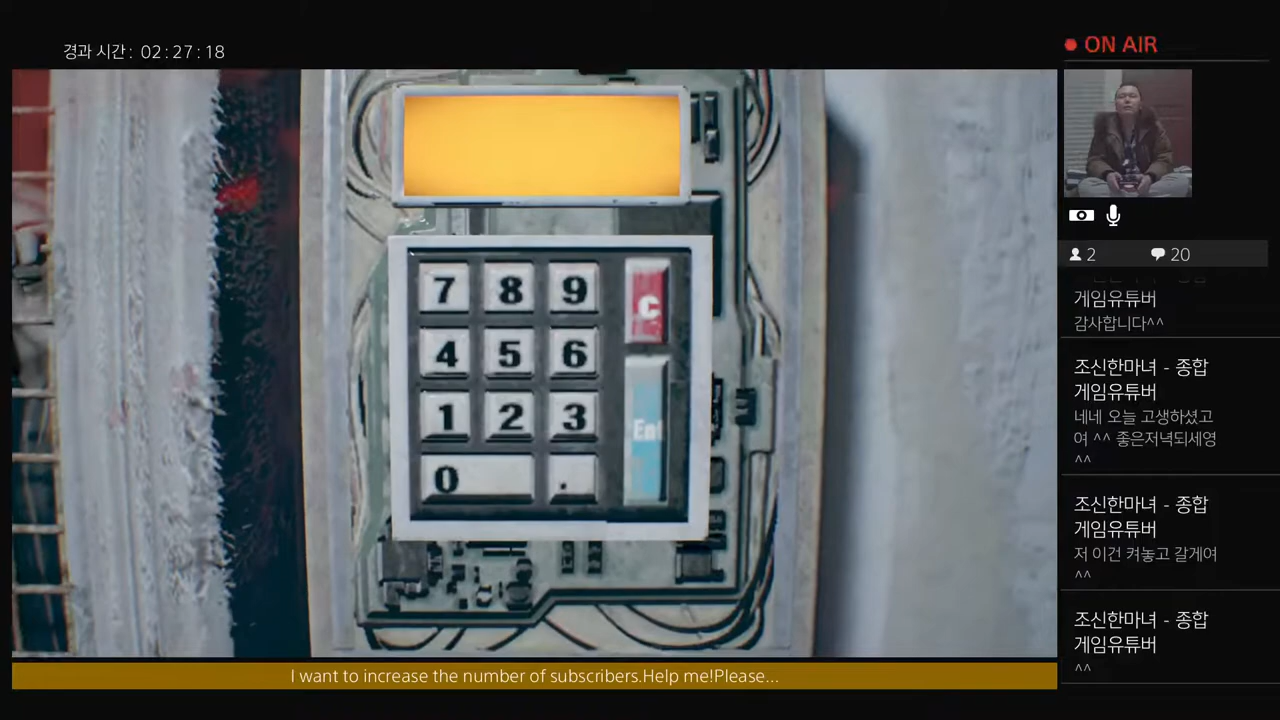 경과 시간: 02:27:18
ON AIR
7 8 9 C
4 5 6
1 2 3 Ent
0 .
2 20
게임유튜버
감사합니다^^
조신한마녀 - 종합
게임유튜버
네네 오늘 고생하셨고
여 ^^ 좋은저녁되세영
^^
조신한마녀 - 종합
게임유튜버
저 이건 켜놓고 갈게여
^^
조신한마녀 - 종합
게임유튜버
^^
I want to increase the number of subscribers.Help me!Please...